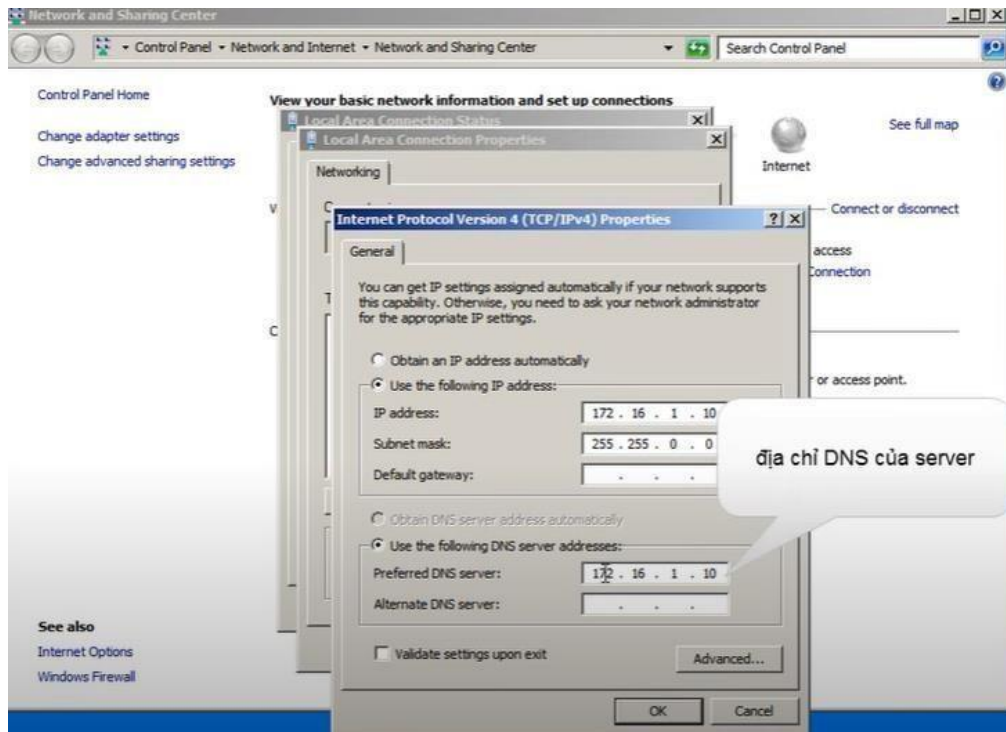 Network and Sharing Center
Control Panel
Network and Internet
Network and Sharing Center
Search Control Panel
Control Panel Home
Change adapter settings
Change advanced sharing settings
View your basic network information and set up connections
See full map
Local Area Connection Status
Local Area Connection Properties
Internet
Networking
Connect or disconnect
Internet Protocol Version 4 (TCP/IPv4) Properties
General
access
Connection
You can get IP settings assigned automatically if your network supports
this capability. Otherwise, you need to ask your network administrator
for the appropriate IP settings.
Obtain an IP address automatically
or access point.
Use the following IP address:
IP address: 172 . 16 . 1 . 10
Subnet mask: 255 . 255 . 0 . 0
Default gateway: . . .
địa chỉ DNS của server
Obtain DNS server address automatically
Use the following DNS server addresses:
Preferred DNS server: 172 . 16 . 1 . 10
Alternate DNS server: . . .
Validate settings upon exit
Advanced...
OK
Cancel
See also
Internet Options
Windows Firewall